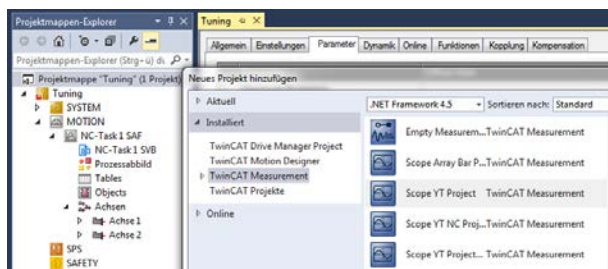 Projektmappen-Explorer
Projektmappen-Explorer (Strg+ü) du
Projektmappe "Tuning" (1 Projekt)
Tuning
SYSTEM
MOTION
NC-Task 1 SAF
NC-Task 1 SVB
Prozessabbild
Tables
Objects
Achsen
Achse 1
Achse 2
SPS
SAFETY
Tuning
Allgemein Einstellungen Parameter Dynamik Online Funktionen Kopplung Kompensation
Neues Projekt hinzufügen
Aktuell
Installiert
TwinCAT Drive Manager Project
TwinCAT Motion Designer
TwinCAT Measurement
TwinCAT Projekte
Online
.NET Framework 4.5 Sortieren nach: Standard
Empty Measurem... TwinCAT Measurement
Scope Array Bar P... TwinCAT Measurement
Scope YT Project TwinCAT Measurement
Scope YT NC Proj... TwinCAT Measurement
Scope YT Project... TwinCAT Measurement